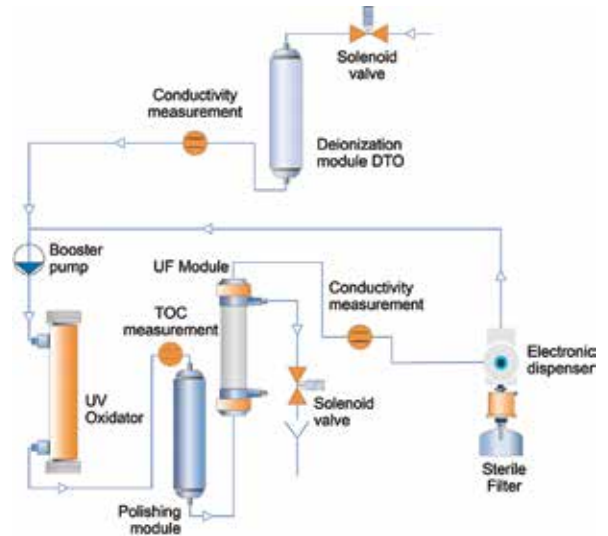 Solenoid
valve
Conductivity
measurement
Deionization
module DTO
Booster
pump
UF Module
Conductivity
measurement
TOC
measurement
Electronic
dispenser
UV
Oxidator
Solenoid
valve
Sterile
Filter
Polishing
module